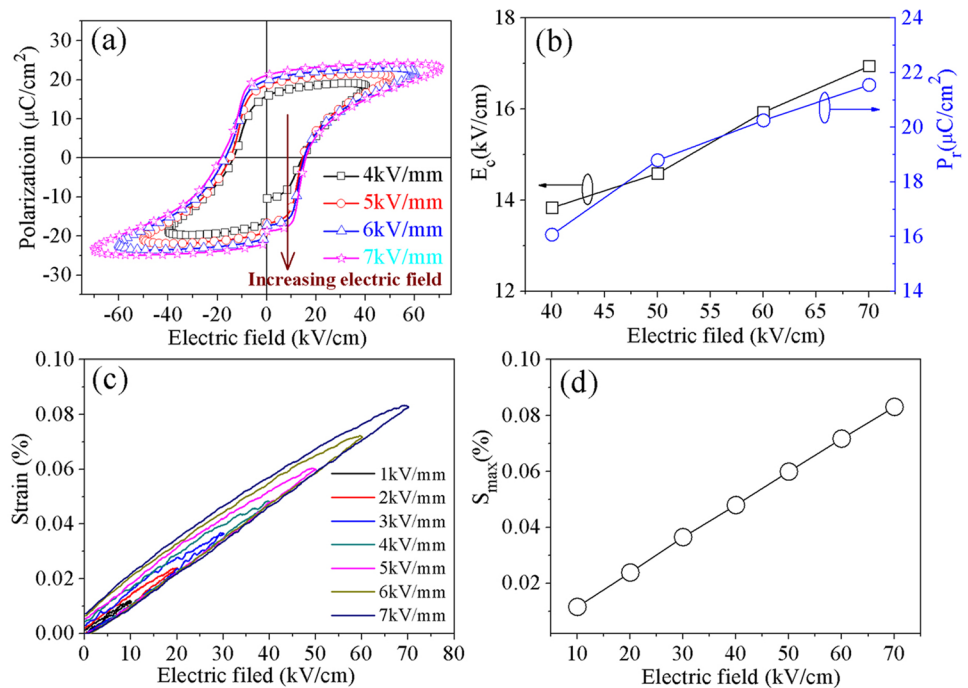 (a)
Polarizatioin (μC/cm²)
30
20
10
0
-10
-20
-30
4kV/mm
5kV/mm
6kV/mm
7kV/mm
Increasing electric field
-60 -40 -20 0 20 40 60
Electric field (kV/cm)
(b)
E_c(kV/cm)
18
16
14
12
P_r(μC/cm²)
24
22
20
18
16
14
40 45 50 55 60 65 70
Electric filed (kV/cm)
(c)
Strain (%)
0.10
0.08
0.06
0.04
0.02
0.00
1kV/mm
2kV/mm
3kV/mm
4kV/mm
5kV/mm
6kV/mm
7kV/mm
0 10 20 30 40 50 60 70 80
Electric filed (kV/cm)
(d)
S_max(%)
0.10
0.08
0.06
0.04
0.02
10 20 30 40 50 60 70
Electric filed (kV/cm)